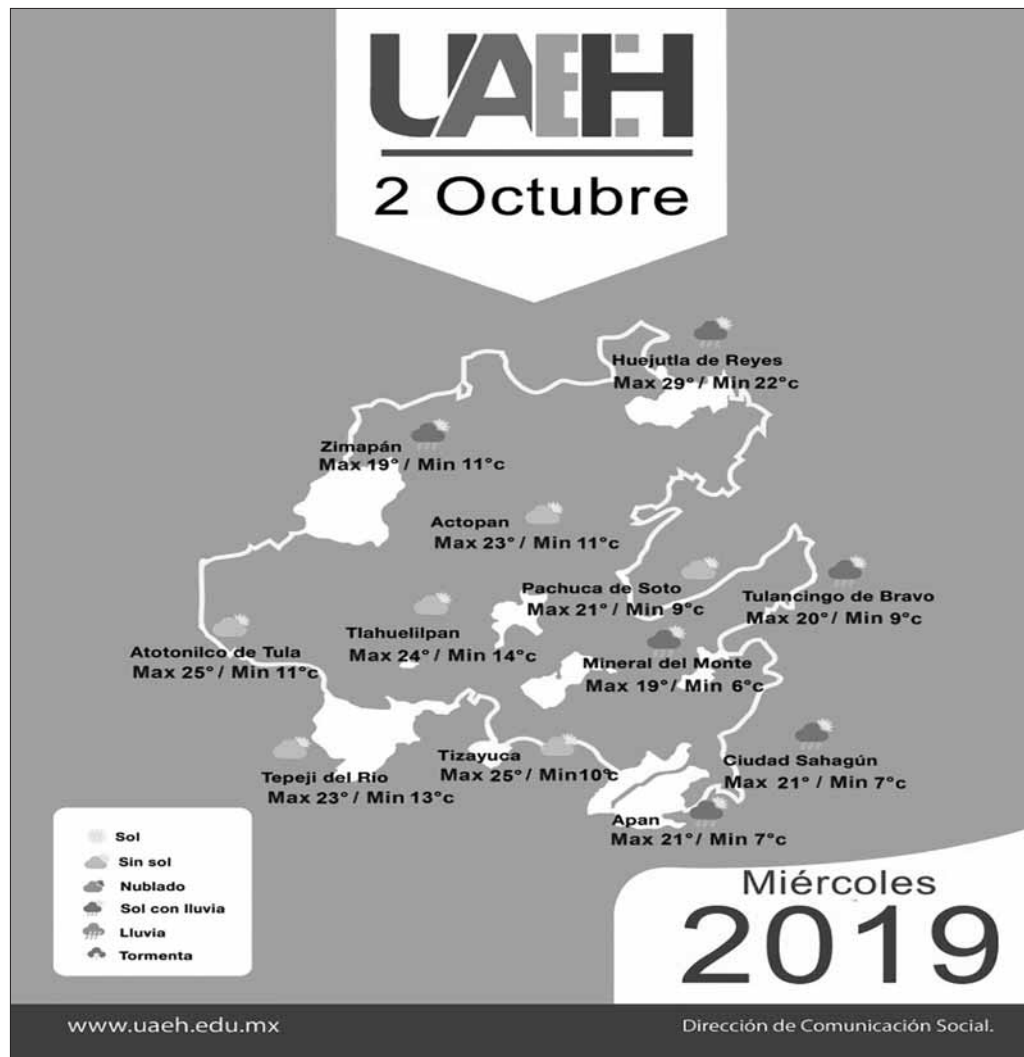 UAEH
2 Octubre
Huejutla de Reyes
Max 29° / Min 22°c
Zimapán
Max 19° / Min 11°c
Actopan
Max 23° / Min 11°c
Pachuca de Soto
Max 21° / Min 9°c
Tulancingo de Bravo
Max 20° / Min 9°c
Tlahuelilpan
Max 24° / Min 14°c
Atotonilco de Tula
Max 25° / Min 11°c
Mineral del Monte
Max 19° / Min 6°c
Tizayuca
Max 25° / Min10°c
Ciudad Sahagún
Max 21° / Min 7°c
Tepeji del Río
Max 23° / Min 13°c
Apan
Max 21° / Min 7°c
Sol
Sin sol
Nublado
Sol con lluvia
Lluvia
Tormenta
Miércoles
2019
www.uaeh.edu.mx
Dirección de Comunicación Social.